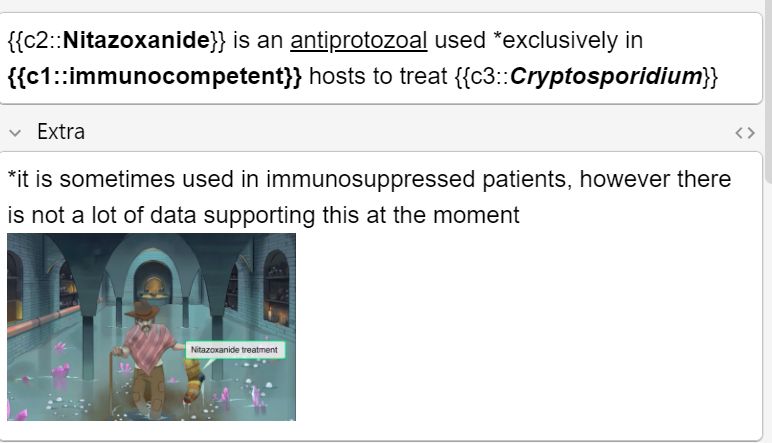 {{c2::Nitazoxanide}} is an antiprotozoal used *exclusively in
{{c1::immunocompetent}} hosts to treat {{c3::Cryptosporidium}}
Extra
*it is sometimes used in immunosuppressed patients, however there
is not a lot of data supporting this at the moment
Nitazoxanide treatment